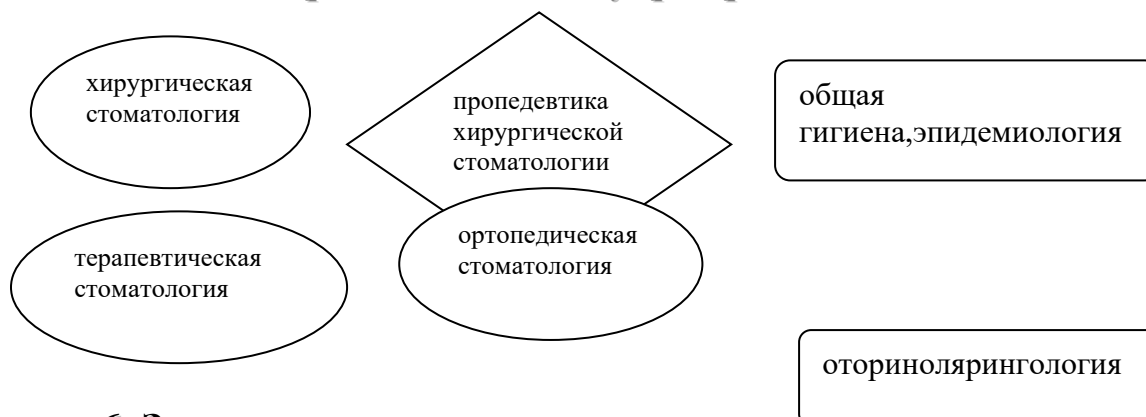 хирургическая
стоматология
пропедевтика
хирургической
стоматологии
общая
гигиена,эпидемиология
терапевтическая
стоматология
ортопедическая
стоматология
оториноларингология